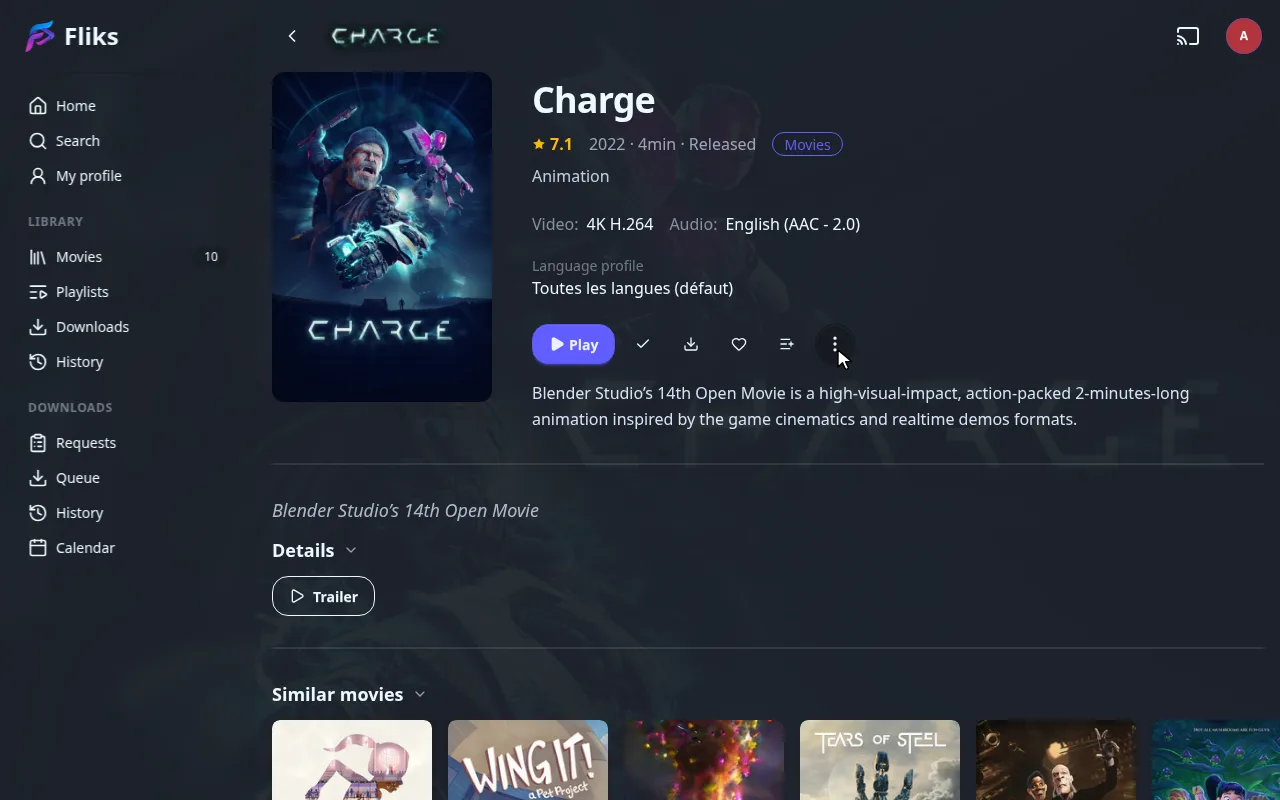 Fliks
CHARGE
A
Home
Search
My profile
LIBRARY
Movies 10
Playlists
Downloads
History
DOWNLOADS
Requests
Queue
History
Calendar
CHARGE
Charge
7.1 2022 · 4min · Released Movies
Animation
Video: 4K H.264 Audio: English (AAC - 2.0)
Language profile
Toutes les langues (défaut)
Play
Blender Studio’s 14th Open Movie is a high-visual-impact, action-packed 2-minutes-long
animation inspired by the game cinematics and realtime demos formats.
Blender Studio’s 14th Open Movie
Details
Trailer
Similar movies
WING IT!
a Pet Project
TEARS OF STEEL